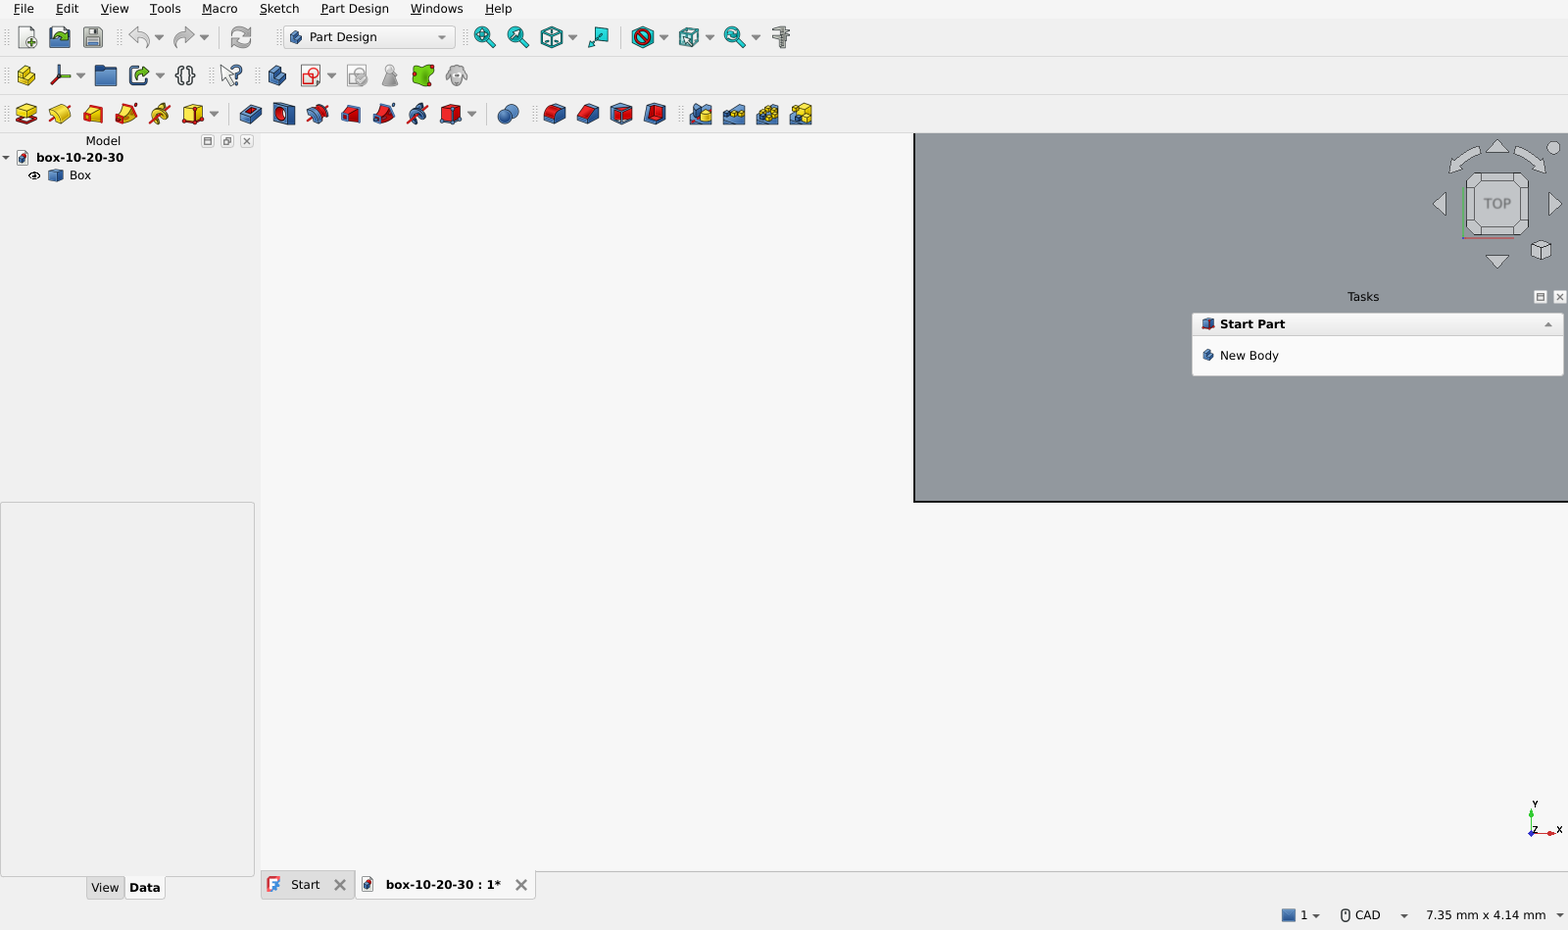 File Edit View Tools Macro Sketch Part Design Windows Help
Part Design
Model
box-10-20-30
Box
TOP
Tasks
Start Part
New Body
Y
Z X
View Data
Start
box-10-20-30 : 1*
1
CAD
7.35 mm x 4.14 mm